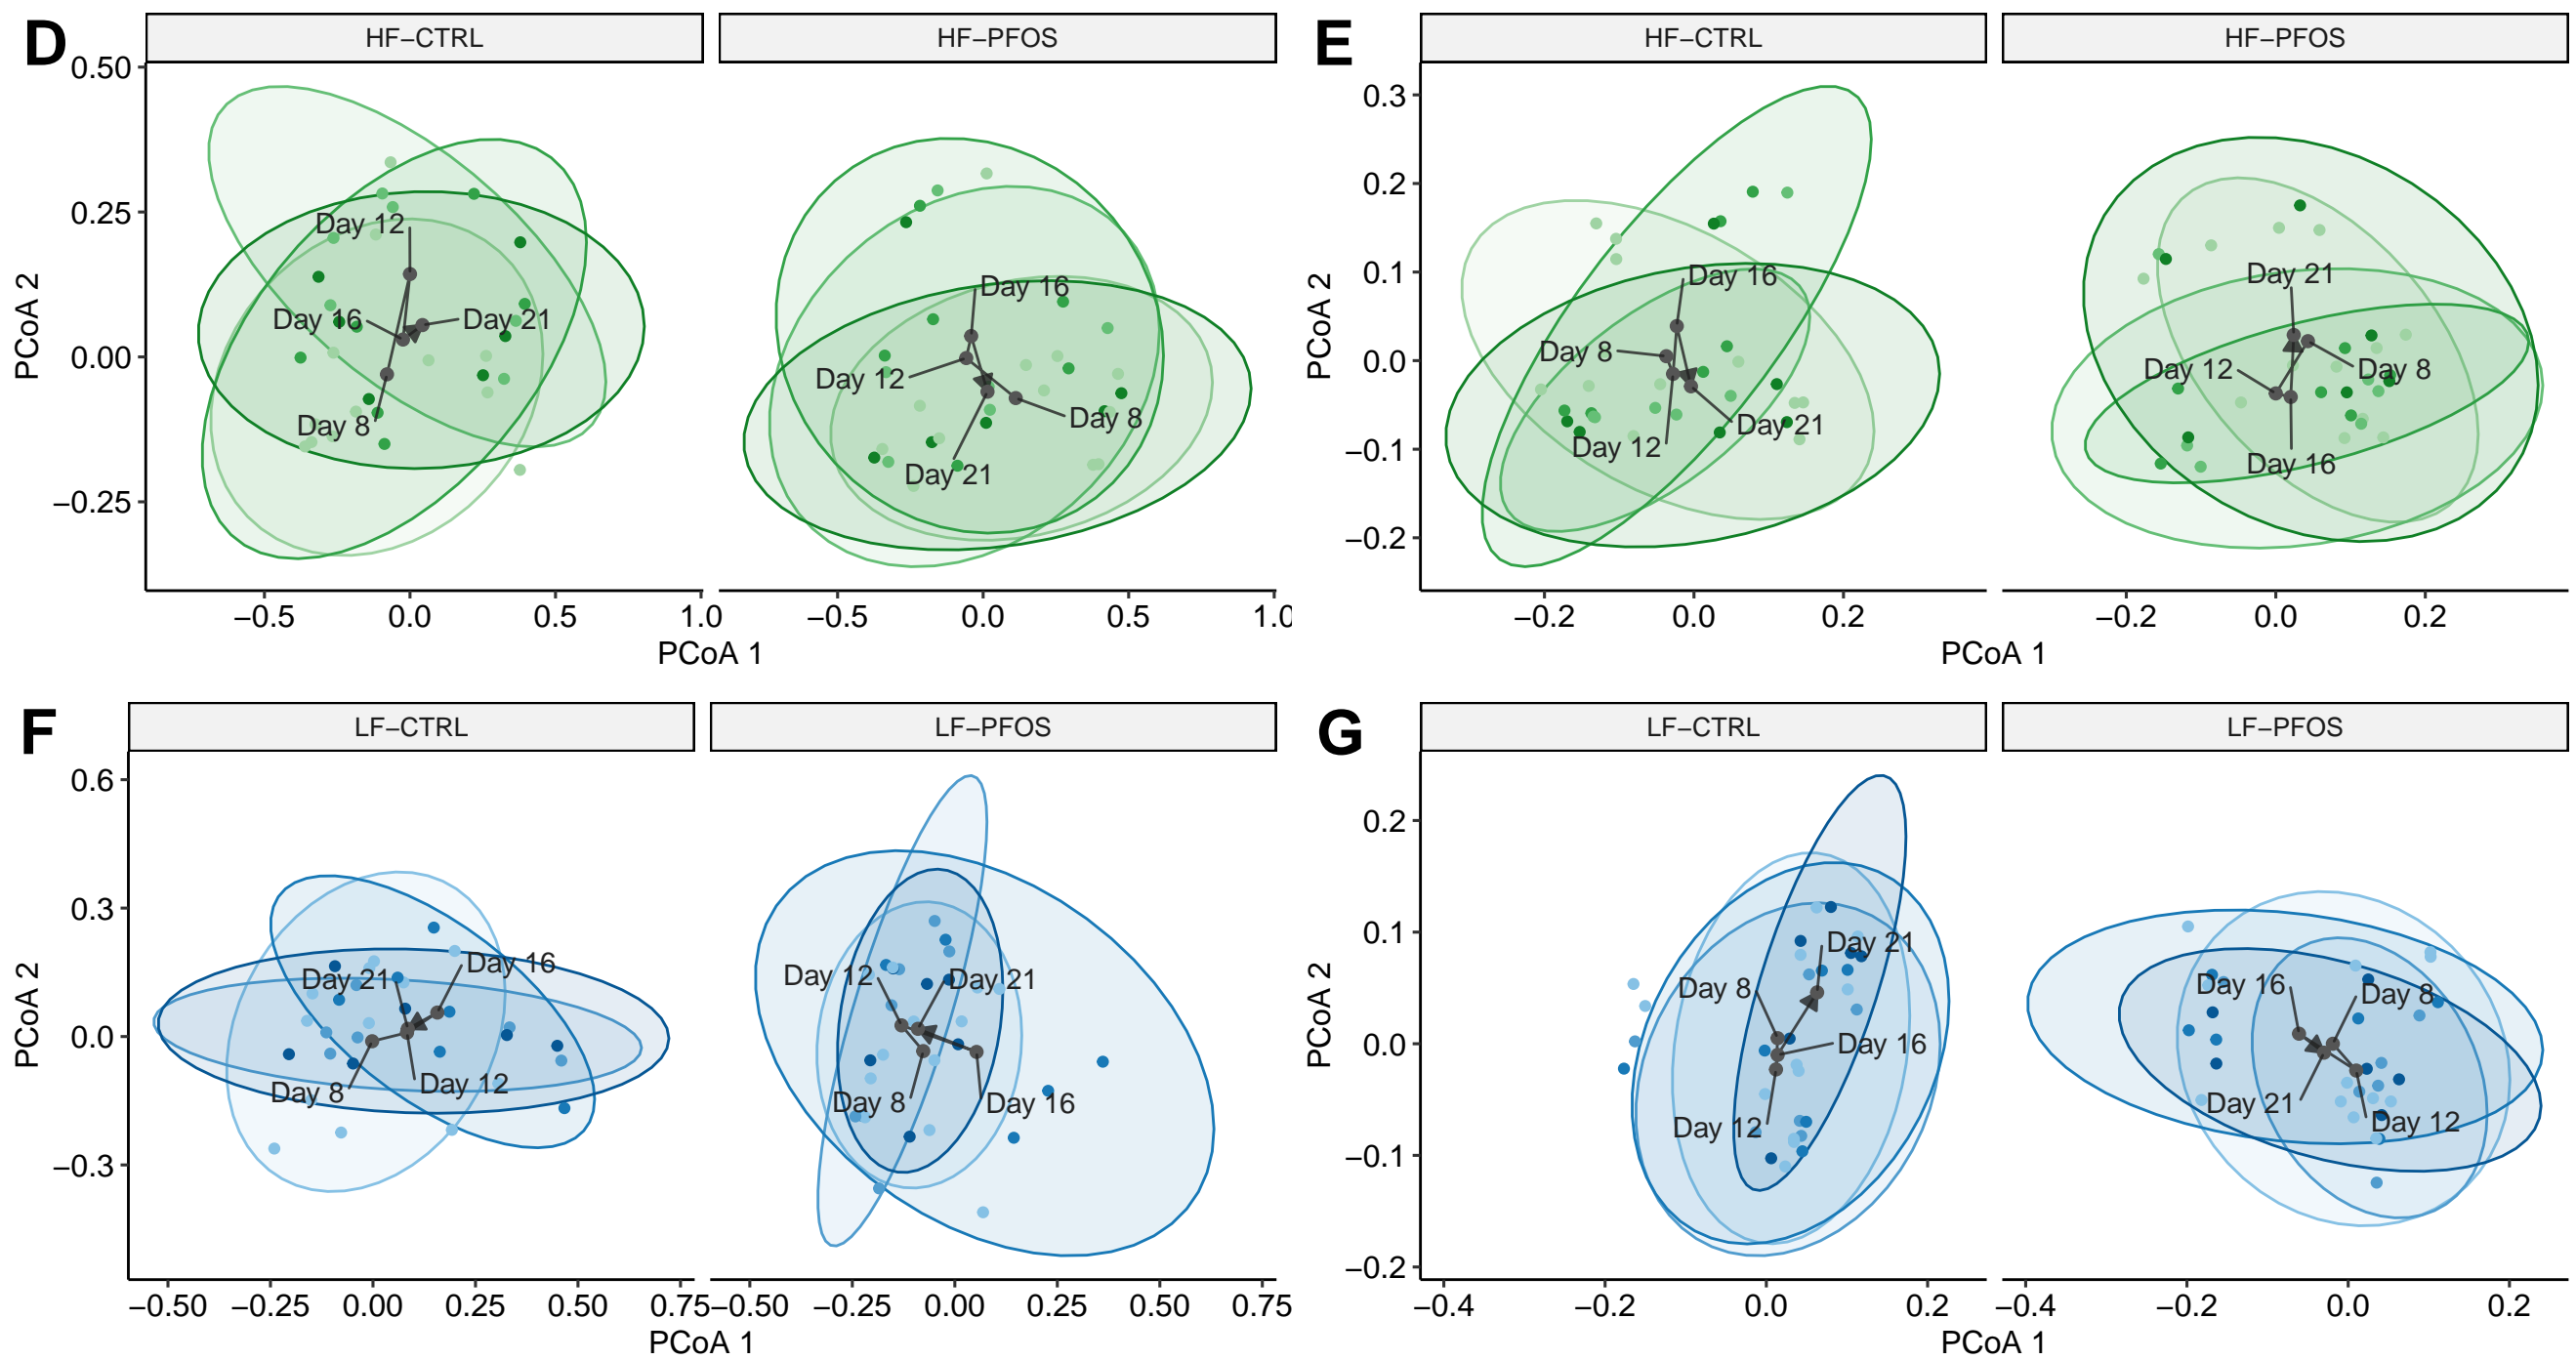 D
HF−CTRL
HF−PFOS
0.50
0.25
0.00
−0.25
PCoA 2
Day 12
Day 16
Day 21
Day 8
Day 16
Day 12
Day 8
Day 21
−0.5
0.0
0.5
1.0
−0.5
0.0
0.5
1.0
PCoA 1
E
HF−CTRL
HF−PFOS
0.3
0.2
0.1
0.0
−0.1
−0.2
PCoA 2
Day 16
Day 8
Day 12
Day 21
Day 21
Day 12
Day 8
Day 16
−0.2
0.0
0.2
−0.2
0.0
0.2
PCoA 1
F
LF−CTRL
LF−PFOS
0.6
0.3
0.0
−0.3
PCoA 2
Day 16
Day 21
Day 8
Day 12
Day 12
Day 21
Day 8
Day 16
−0.50
−0.25
0.00
0.25
0.50
0.75
−0.50
−0.25
0.00
0.25
0.50
0.75
PCoA 1
G
LF−CTRL
LF−PFOS
0.2
0.1
0.0
−0.1
−0.2
PCoA 2
Day 21
Day 8
Day 16
Day 12
Day 16
Day 8
Day 21
Day 12
−0.4
−0.2
0.0
0.2
−0.4
−0.2
0.0
0.2
PCoA 1